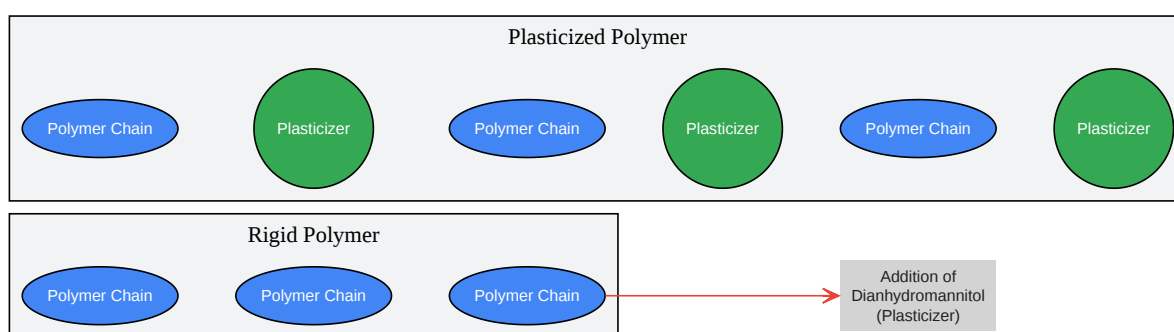 Plasticized Polymer
Polymer Chain
Plasticizer
Polymer Chain
Plasticizer
Polymer Chain
Plasticizer
Rigid Polymer
Polymer Chain
Polymer Chain
Polymer Chain
Addition of
Dianhydromannitol
(Plasticizer)